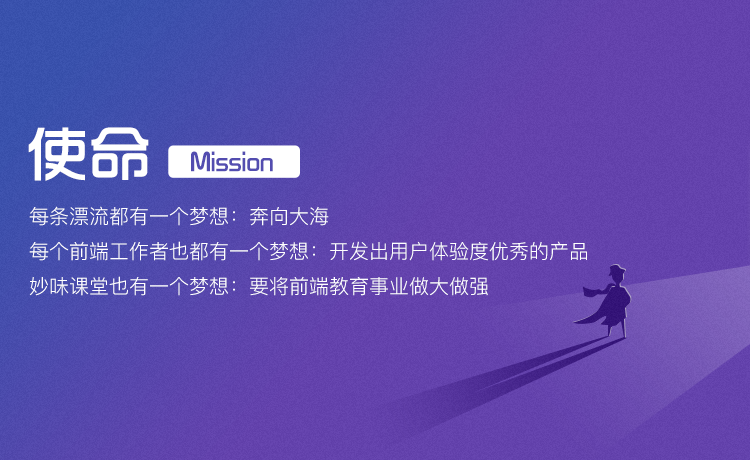 使命 Mission
每条漂流都有一个梦想：奔向大海
每个前端工作者也都有一个梦想：开发出用户体验度优秀的产品
妙味课堂也有一个梦想：要将前端教育事业做大做强